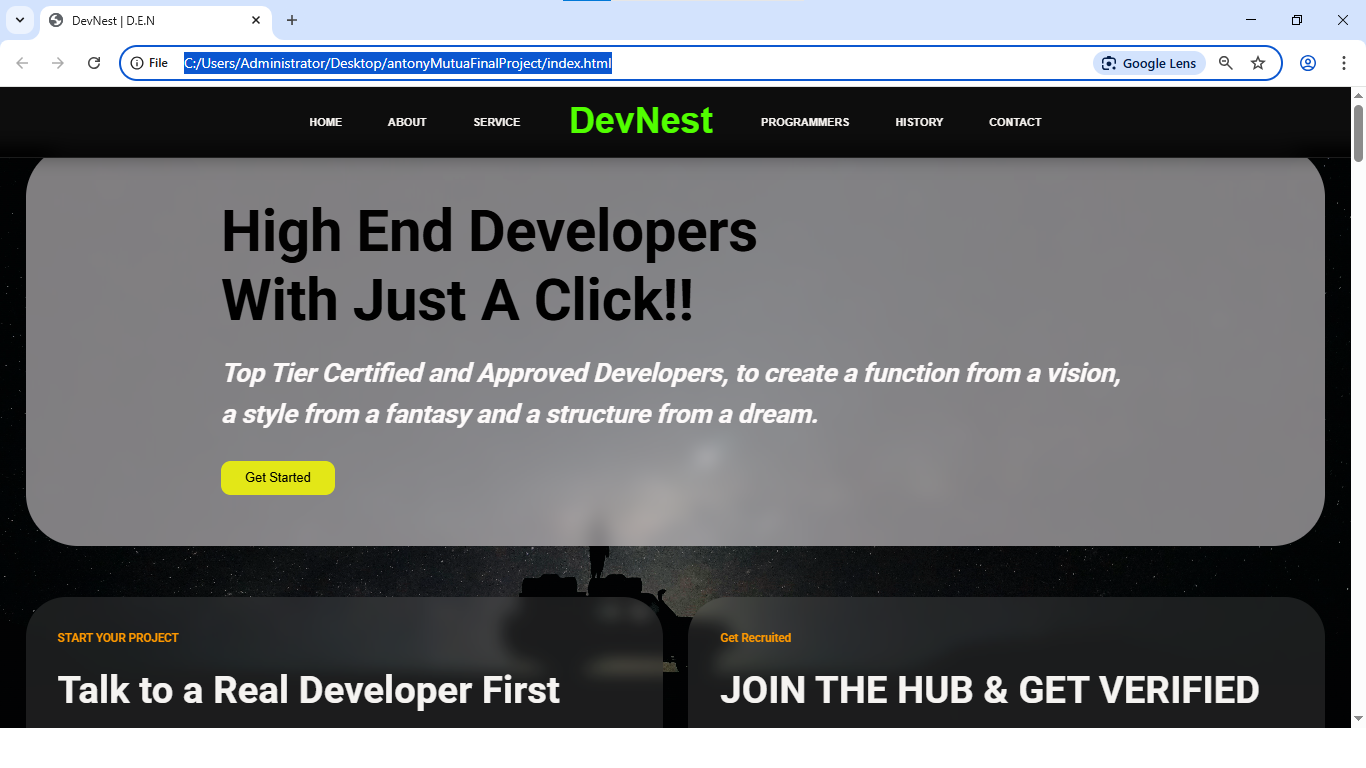 DevNest | D.E.N
File
C:/Users/Administrator/Desktop/antonyMutuaFinalProject/index.html
Google Lens
HOME ABOUT SERVICE DevNest PROGRAMMERS HISTORY CONTACT
High End Developers
With Just A Click!!
Top Tier Certified and Approved Developers, to create a function from a vision,
a style from a fantasy and a structure from a dream.
Get Started
START YOUR PROJECT
Talk to a Real Developer First
Get Recruited
JOIN THE HUB & GET VERIFIED